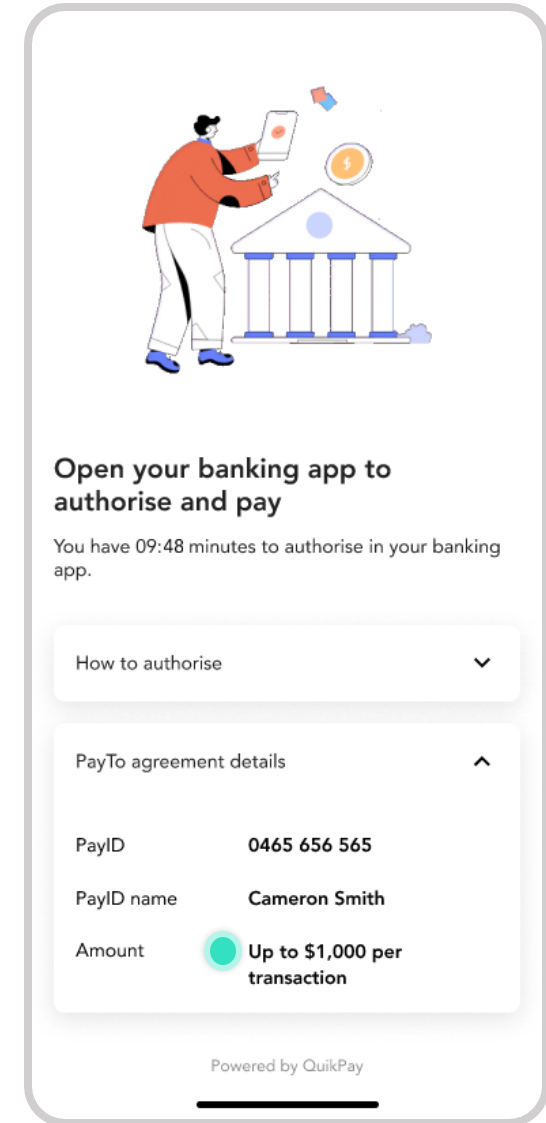 $
Open your banking app to
authorise and pay
You have 09:48 minutes to authorise in your banking
app.
How to authorise
PayTo agreement details
PayID 0465 656 565
PayID name Cameron Smith
Amount Up to $1,000 per
transaction
Powered by QuikPay